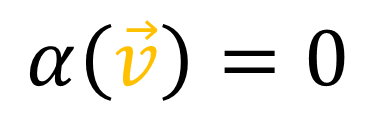 α(v⃗) = 0